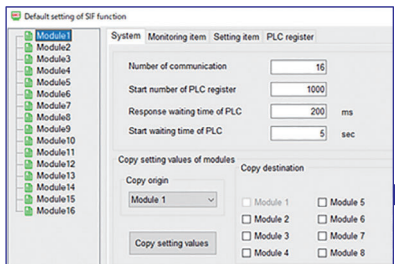 Default setting of SIF function
Module1
Module2
Module3
Module4
Module5
Module6
Module7
Module8
Module9
Module10
Module11
Module12
Module13
Module14
Module15
Module16
System Monitoring item Setting item PLC register
Number of communication 16
Start number of PLC register 1000
Response waiting time of PLC 200 ms
Start waiting time of PLC 5 sec
Copy setting values of modules
Copy origin
Module 1
Copy setting values
Copy destination
Module 1 Module 5
Module 2 Module 6
Module 3 Module 7
Module 4 Module 8